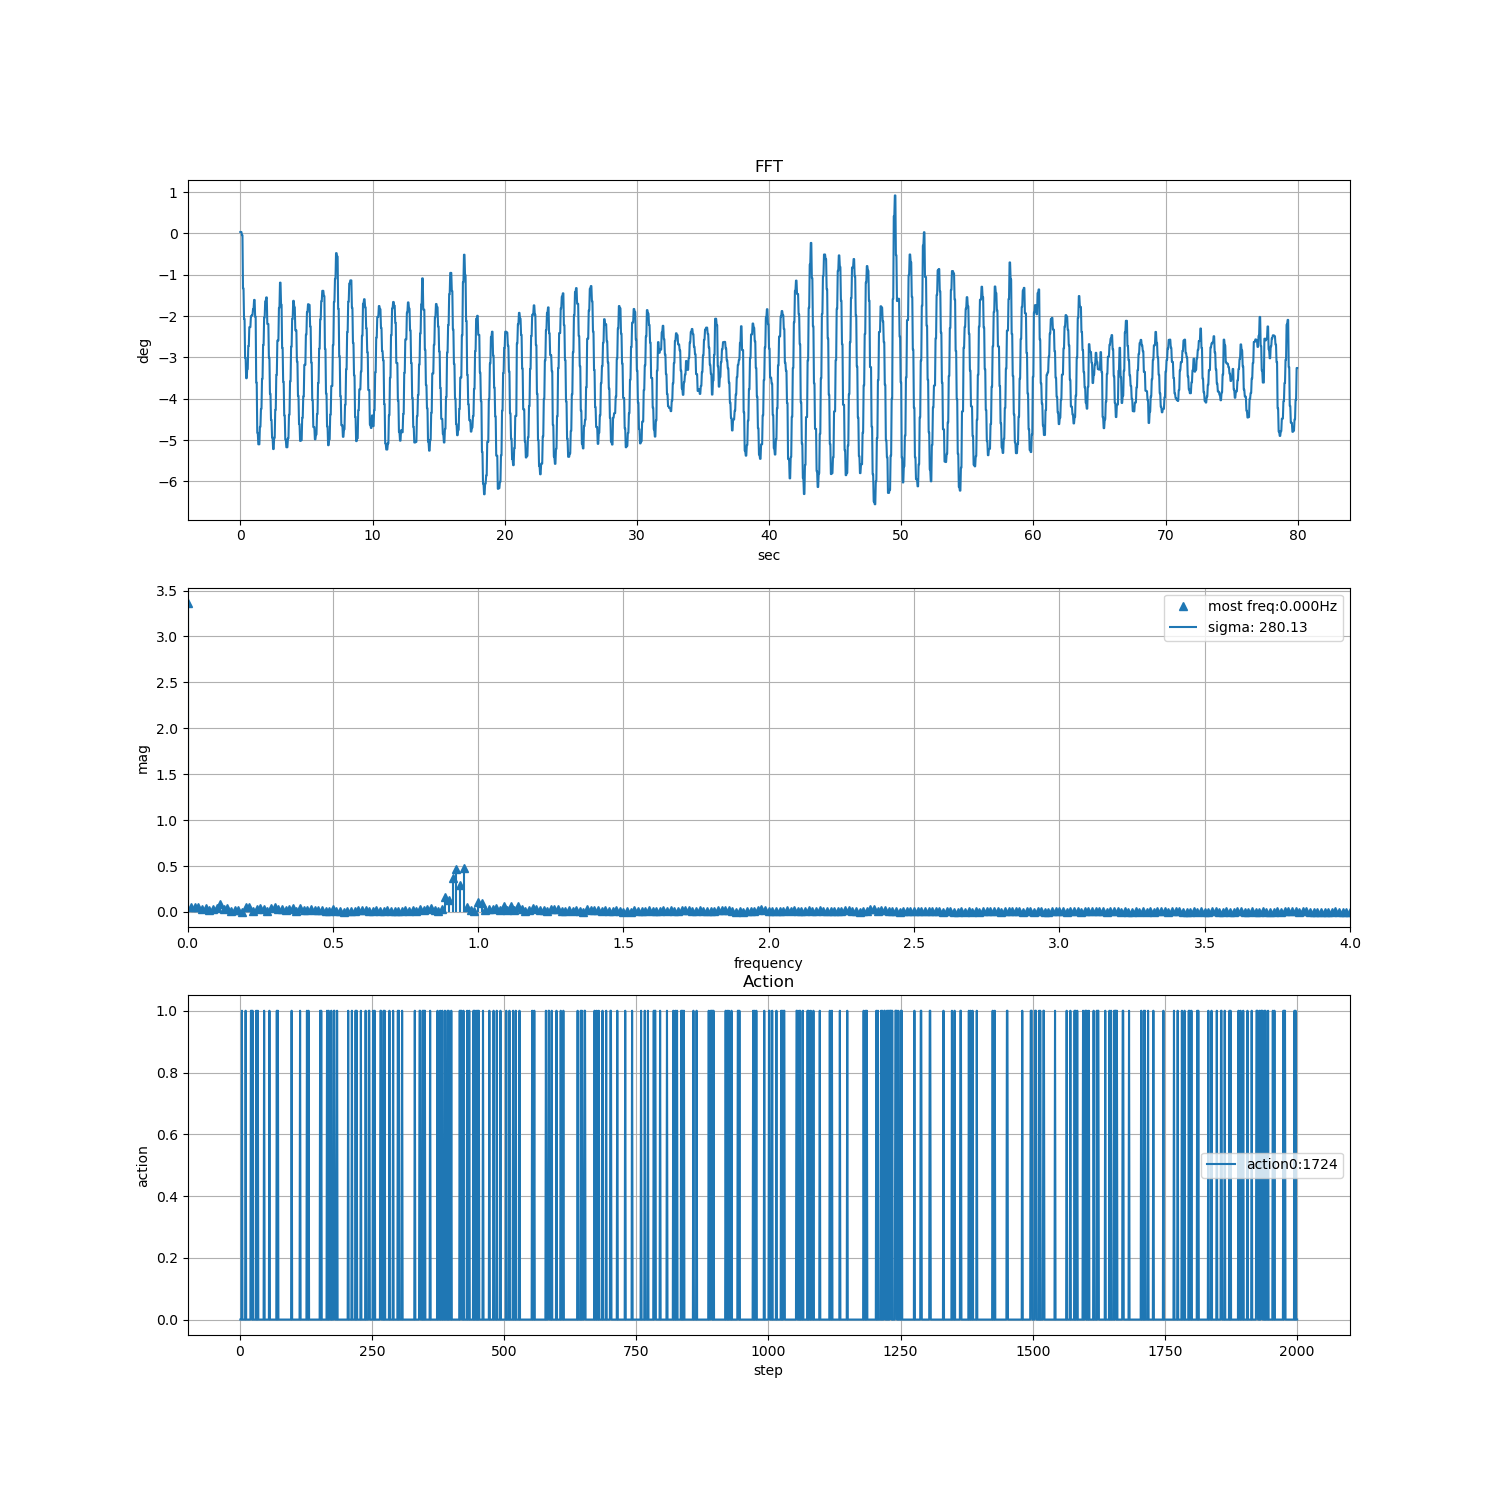 FFT
1
0
−1
−2
−3
−4
−5
−6
deg
0 10 20 30 40 50 60 70 80
sec
3.5
3.0
2.5
2.0
1.5
1.0
0.5
0.0
mag
most freq:0.000Hz
sigma: 280.13
0.0 0.5 1.0 1.5 2.0 2.5 3.0 3.5 4.0
frequency
Action
1.0
0.8
0.6
0.4
0.2
0.0
action
action0:1724
0 250 500 750 1000 1250 1500 1750 2000
step